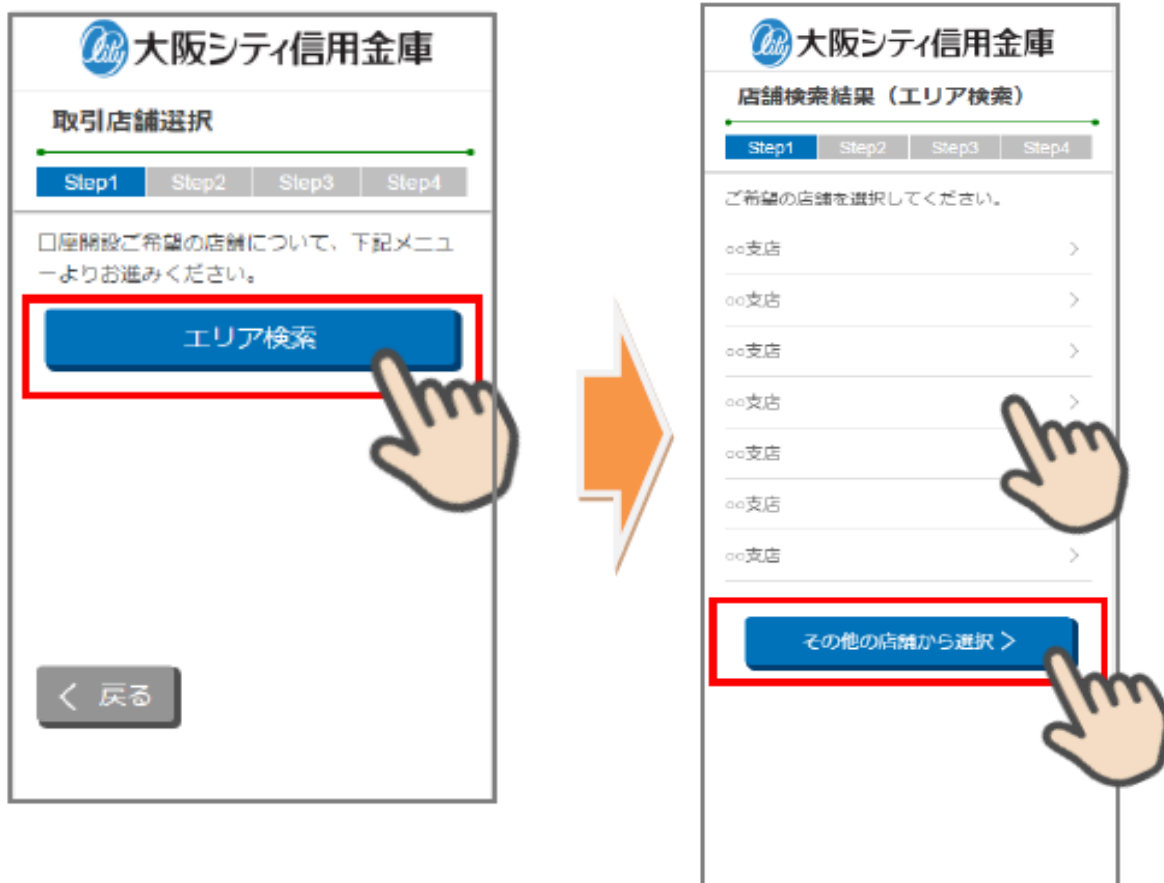 City 大阪シティ信用金庫
取引店舗選択
Step1 Step2 Step3 Step4
口座開設ご希望の店舗について、下記メニュ
ーよりお進みください。
エリア検索
< 戻る
City 大阪シティ信用金庫
店舗検索結果（エリア検索）
Step1 Step2 Step3 Step4
ご希望の店舗を選択してください。
○○支店 >
○○支店 >
○○支店 >
○○支店 >
○○支店
○○支店
○○支店 >
その他の店舗から選択 >